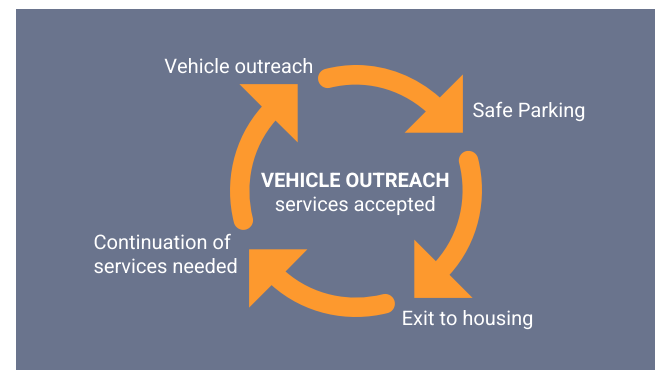 Vehicle outreach
Safe Parking
VEHICLE OUTREACH
services accepted
Continuation of
services needed
Exit to housing